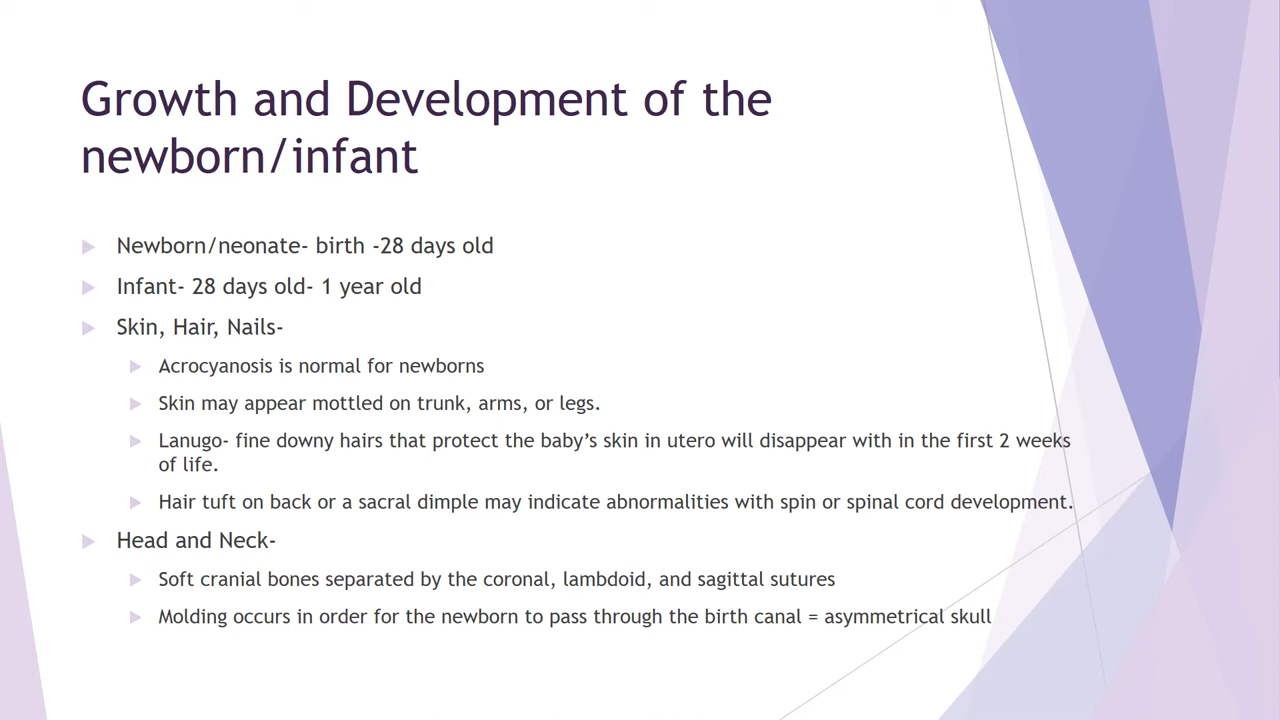 Growth and Development of the
newborn/infant
Newborn/neonate- birth -28 days old
Infant- 28 days old- 1 year old
Skin, Hair, Nails-
Acrocyanosis is normal for newborns
Skin may appear mottled on trunk, arms, or legs.
Lanugo- fine downy hairs that protect the baby’s skin in utero will disappear with in the first 2 weeks
of life.
Hair tuft on back or a sacral dimple may indicate abnormalities with spin or spinal cord development.
Head and Neck-
Soft cranial bones separated by the coronal, lambdoid, and sagittal sutures
Molding occurs in order for the newborn to pass through the birth canal = asymmetrical skull